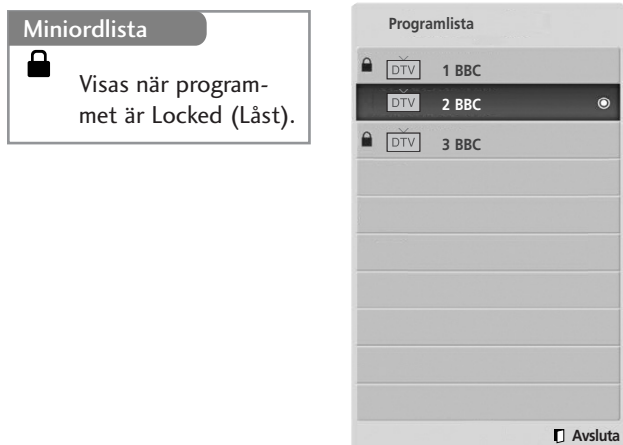 Miniordlista
Visas när program-
met är Locked (Låst).
Programlista
DTV 1 BBC
DTV 2 BBC
DTV 3 BBC
Avsluta